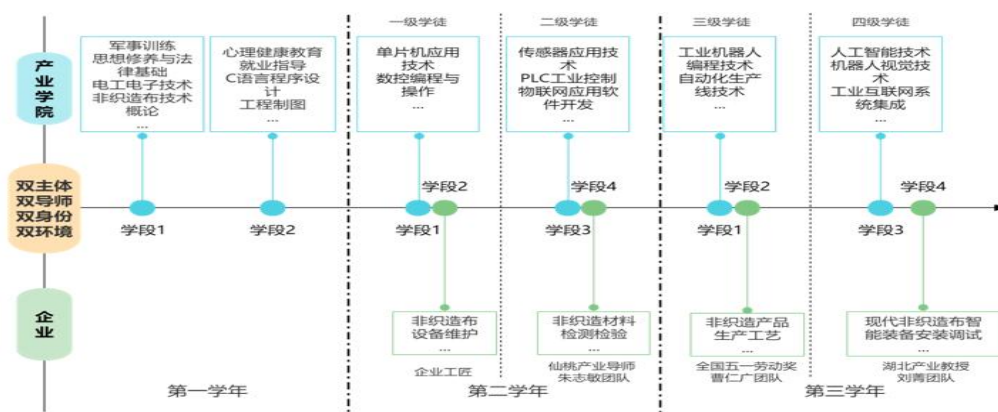 一级学徒
二级学徒
三级学徒
四级学徒
产业学院
军事训练
思想修养与法
律基础
电工电子技术
非织造布技术
概论
...
心理健康教育
就业指导
C语言程序设
计
工程制图
...
单片机应用
技术
数控编程与
操作
...
传感器应用技
术
PLC工业控制
物联网应用软
件开发
...
工业机器人
编程技术
自动化生产
线技术
...
人工智能技术
机器人视觉技
术
工业互联网系
统集成
...
双主体
双导师
双身份
双环境
学段1
学段2
学段1
学段2
学段3
学段4
学段1
学段2
学段3
学段4
企业
非织造布
设备维护
...
企业工匠
非织造材料
检测检验
...
仙桃产业导师
朱志敏团队
非织造产品
生产工艺
...
全国五一劳动奖
曹仁广团队
现代非织造布智
能装备安装调试
...
湖北产业教授
刘菁团队
第一学年
第二学年
第三学年